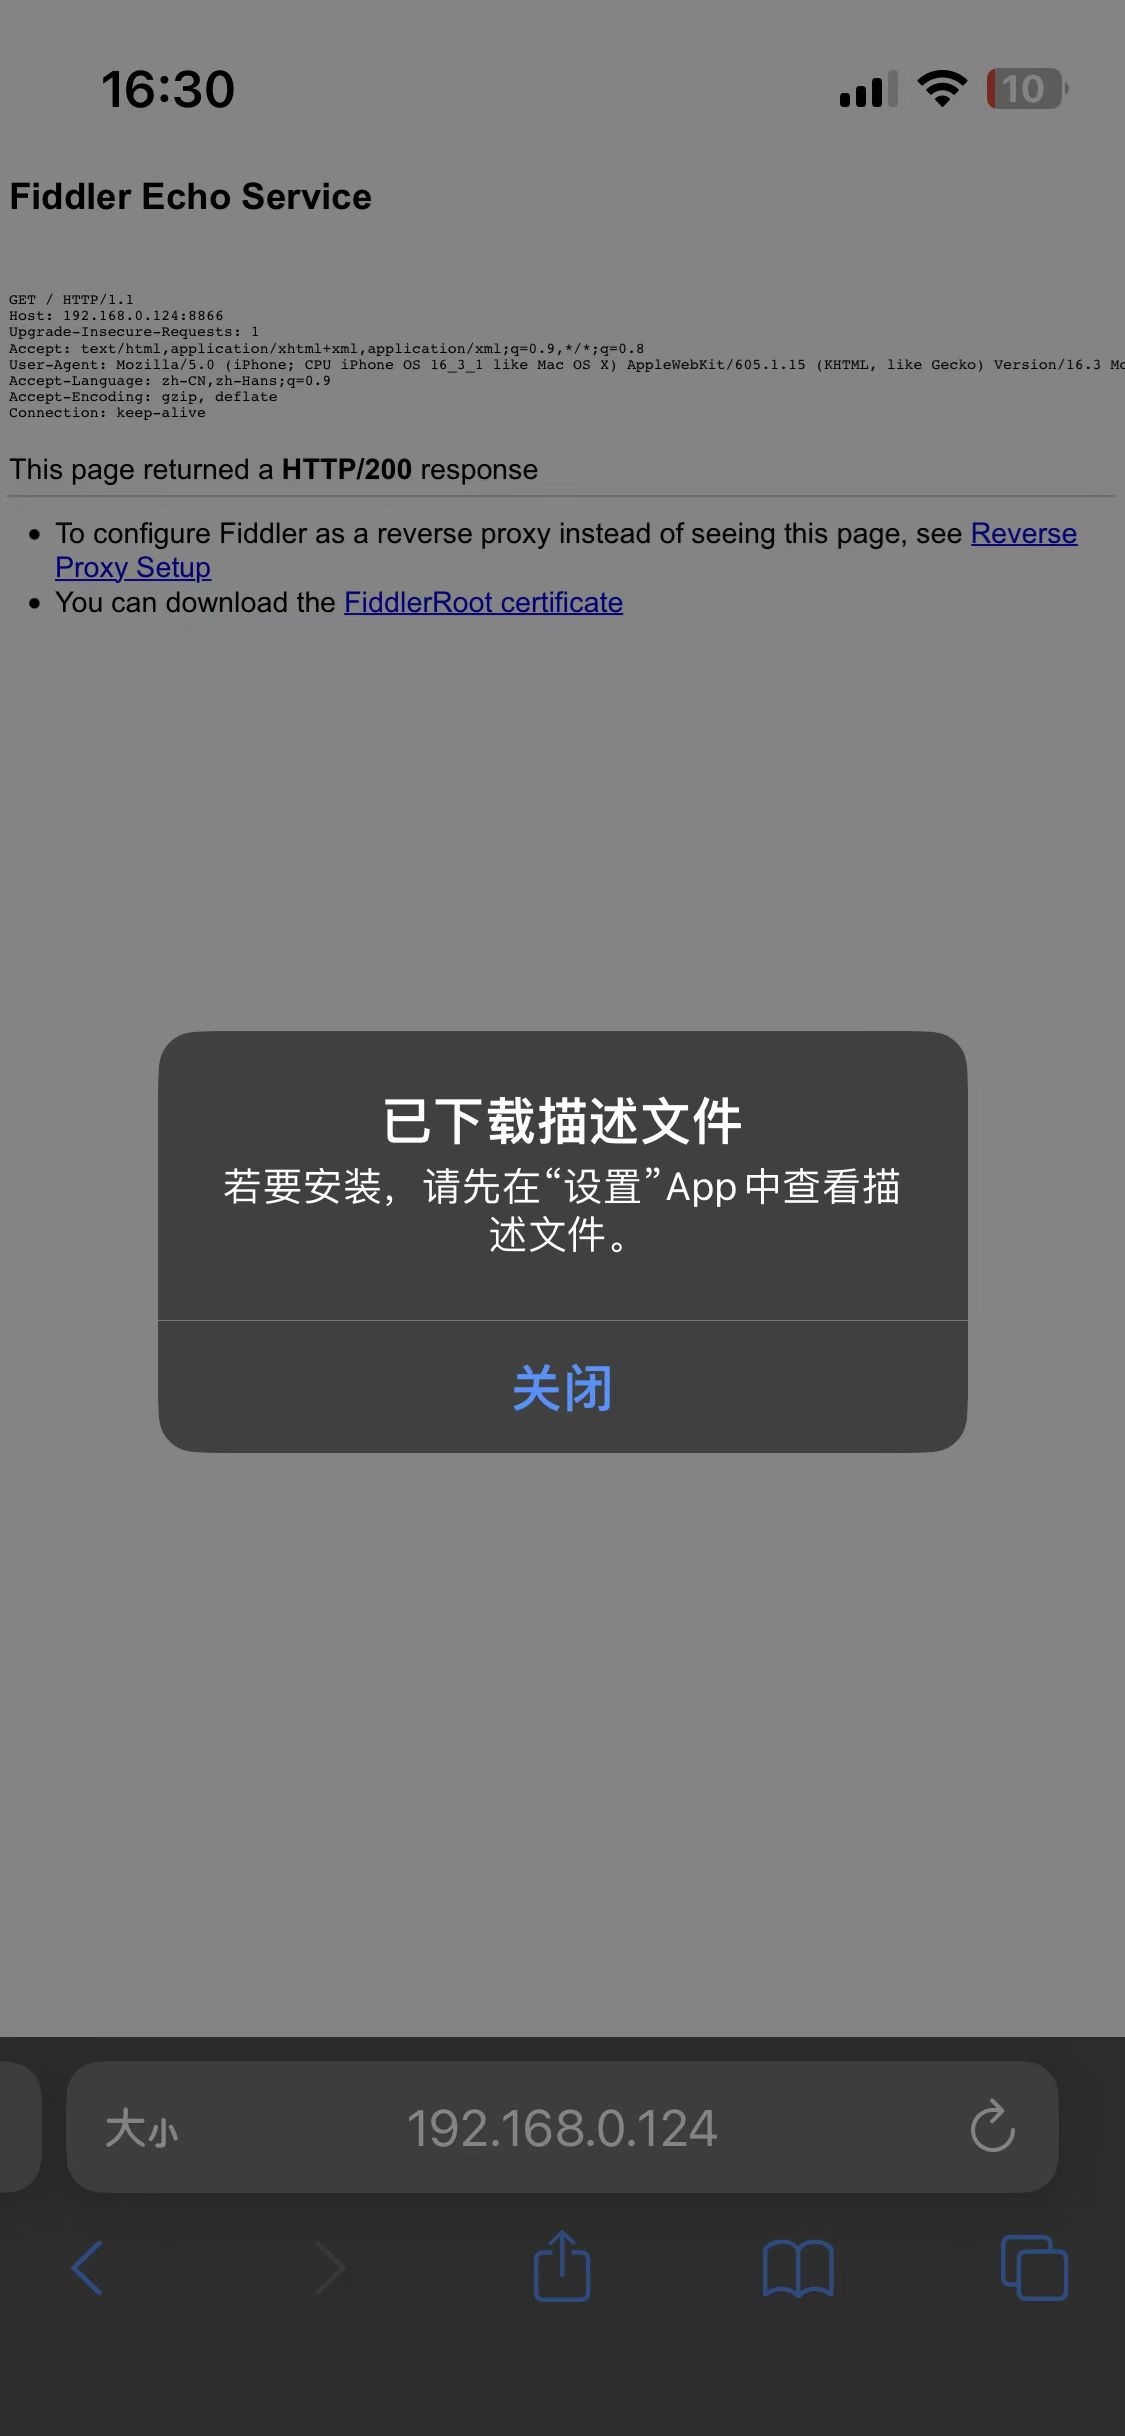 16:30
10
Fiddler Echo Service
GET / HTTP/1.1
Host: 192.168.0.124:8866
Upgrade-Insecure-Requests: 1
Accept: text/html,application/xhtml+xml,application/xml;q=0.9,*/*;q=0.8
User-Agent: Mozilla/5.0 (iPhone; CPU iPhone OS 16_3_1 like Mac OS X) AppleWebKit/605.1.15 (KHTML, like Gecko) Version/16.3
Accept-Language: zh-CN,zh-Hans;q=0.9
Accept-Encoding: gzip, deflate
Connection: keep-alive
This page returned a HTTP/200 response
• To configure Fiddler as a reverse proxy instead of seeing this page, see Reverse
Proxy Setup
• You can download the FiddlerRoot certificate
已下载描述文件
若要安装，请先在“设置”App中查看描
述文件。
关闭
大小 192.168.0.124